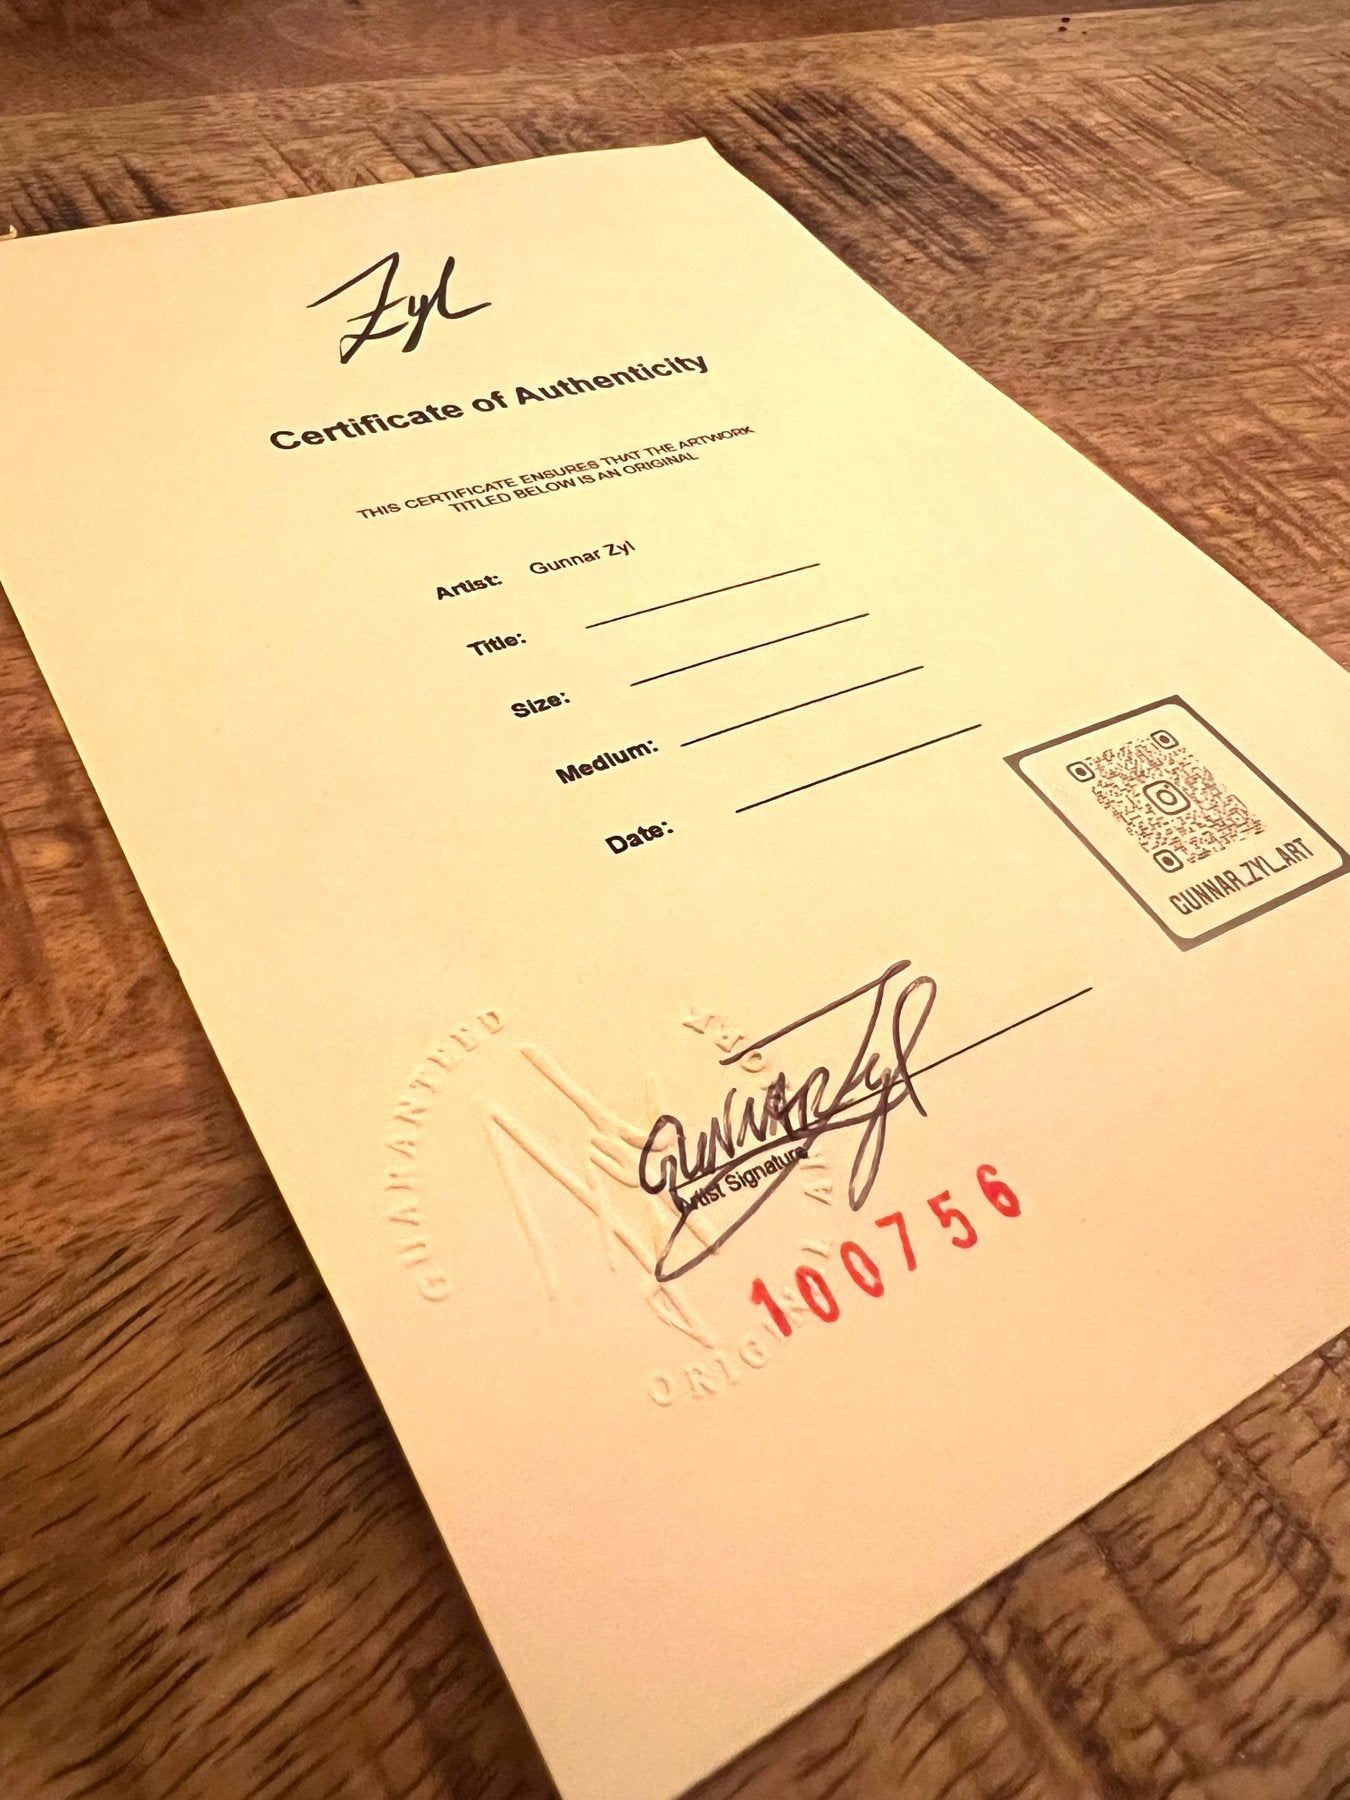 Zyl
Certificate of Authenticity
THIS CERTIFICATE ENSURES THAT THE ARTWORK
TITLED BELOW IS AN ORIGINAL
Artist: Gunnar Zyl
Title:
Size:
Medium:
Date:
GUNNAR_ZYL_ART
GUNNAR Zyl
Artist Signature
100756
GUARANTEED
ORIGINAL ART